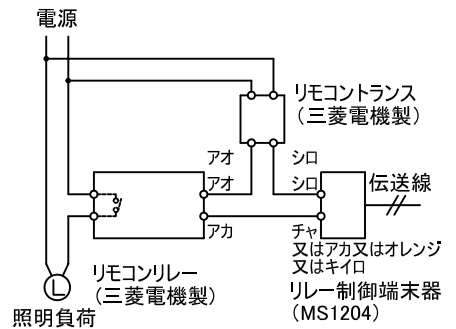 電源
リモコントランス
(三菱電機製)
アオ
シロ
アオ
シロ
伝送線
アカ
チャ
又はアカ又はオレンジ
又はキイロ
リモコンリレー
(三菱電機製)
リレー制御端末器
(MS1204)
L
照明負荷